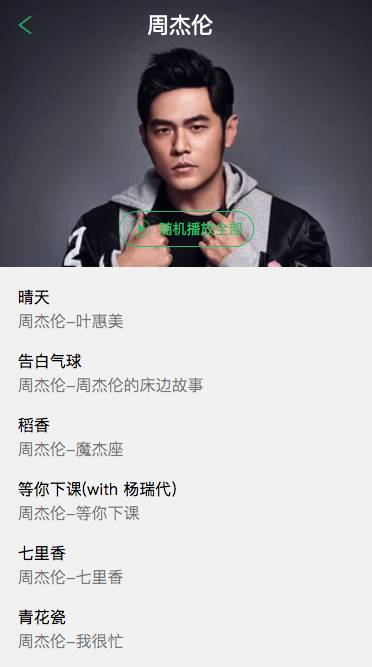 周杰伦
随机播放全部
晴天
周杰伦-叶惠美
告白气球
周杰伦-周杰伦的床边故事
稻香
周杰伦-魔杰座
等你下课(with 杨瑞代)
周杰伦-等你下课
七里香
周杰伦-七里香
青花瓷
周杰伦-我很忙